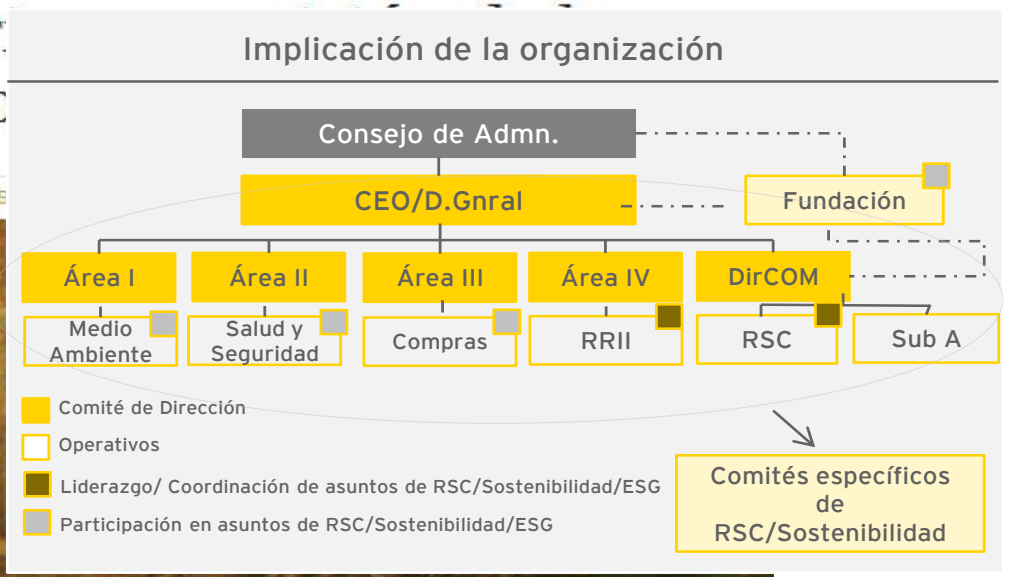 Implicación de la organización
Consejo de Admn.
CEO/D.Gnral
Fundación
Área I
Área II
Área III
Área IV
DirCOM
Medio
Ambiente
Salud y
Seguridad
Compras
RRII
RSC
Sub A
Comité de Dirección
Operativos
Liderazgo/ Coordinación de asuntos de RSC/Sostenibilidad/ESG
Participación en asuntos de RSC/Sostenibilidad/ESG
Comités específicos
de
RSC/Sostenibilidad